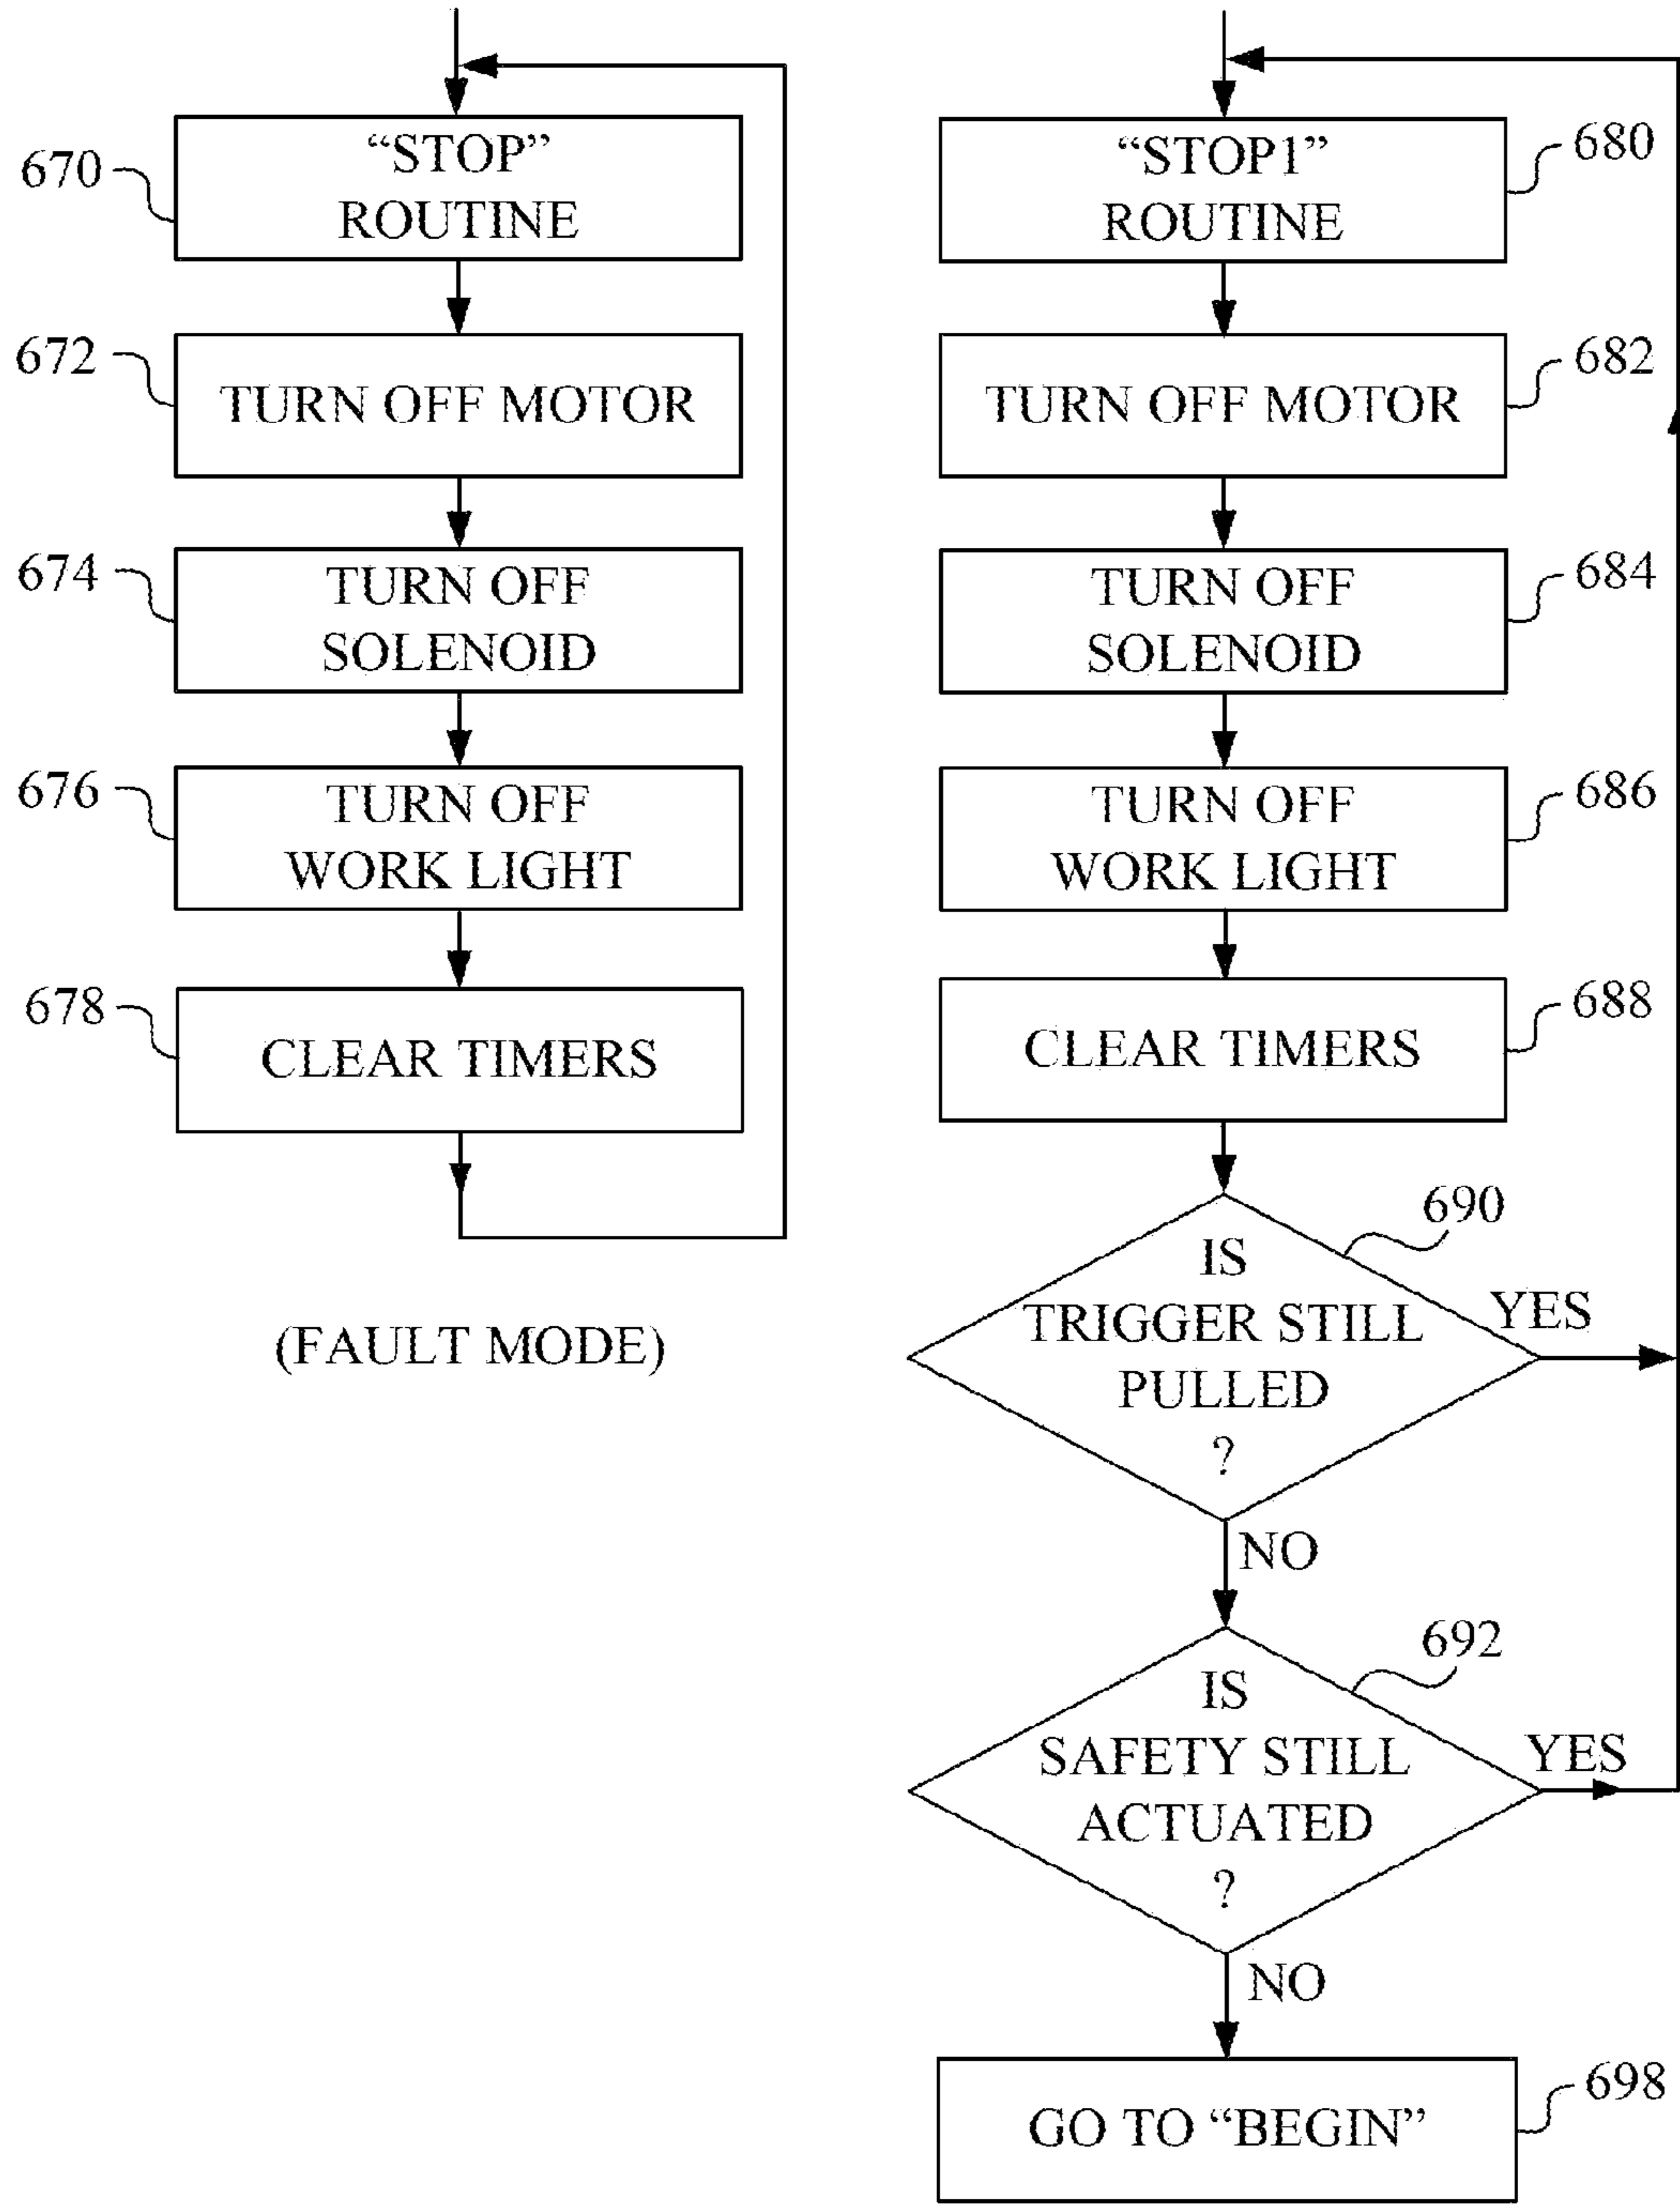 670
“STOP”
ROUTINE
672
TURN OFF MOTOR
674
TURN OFF
SOLENOID
676
TURN OFF
WORK LIGHT
678
CLEAR TIMERS
(FAULT MODE)
“STOP1”
ROUTINE
680
TURN OFF MOTOR
682
TURN OFF
SOLENOID
684
TURN OFF
WORK LIGHT
686
CLEAR TIMERS
688
690
IS
TRIGGER STILL
PULLED
?
YES
NO
692
IS
SAFETY STILL
ACTUATED
?
YES
NO
GO TO “BEGIN”
698